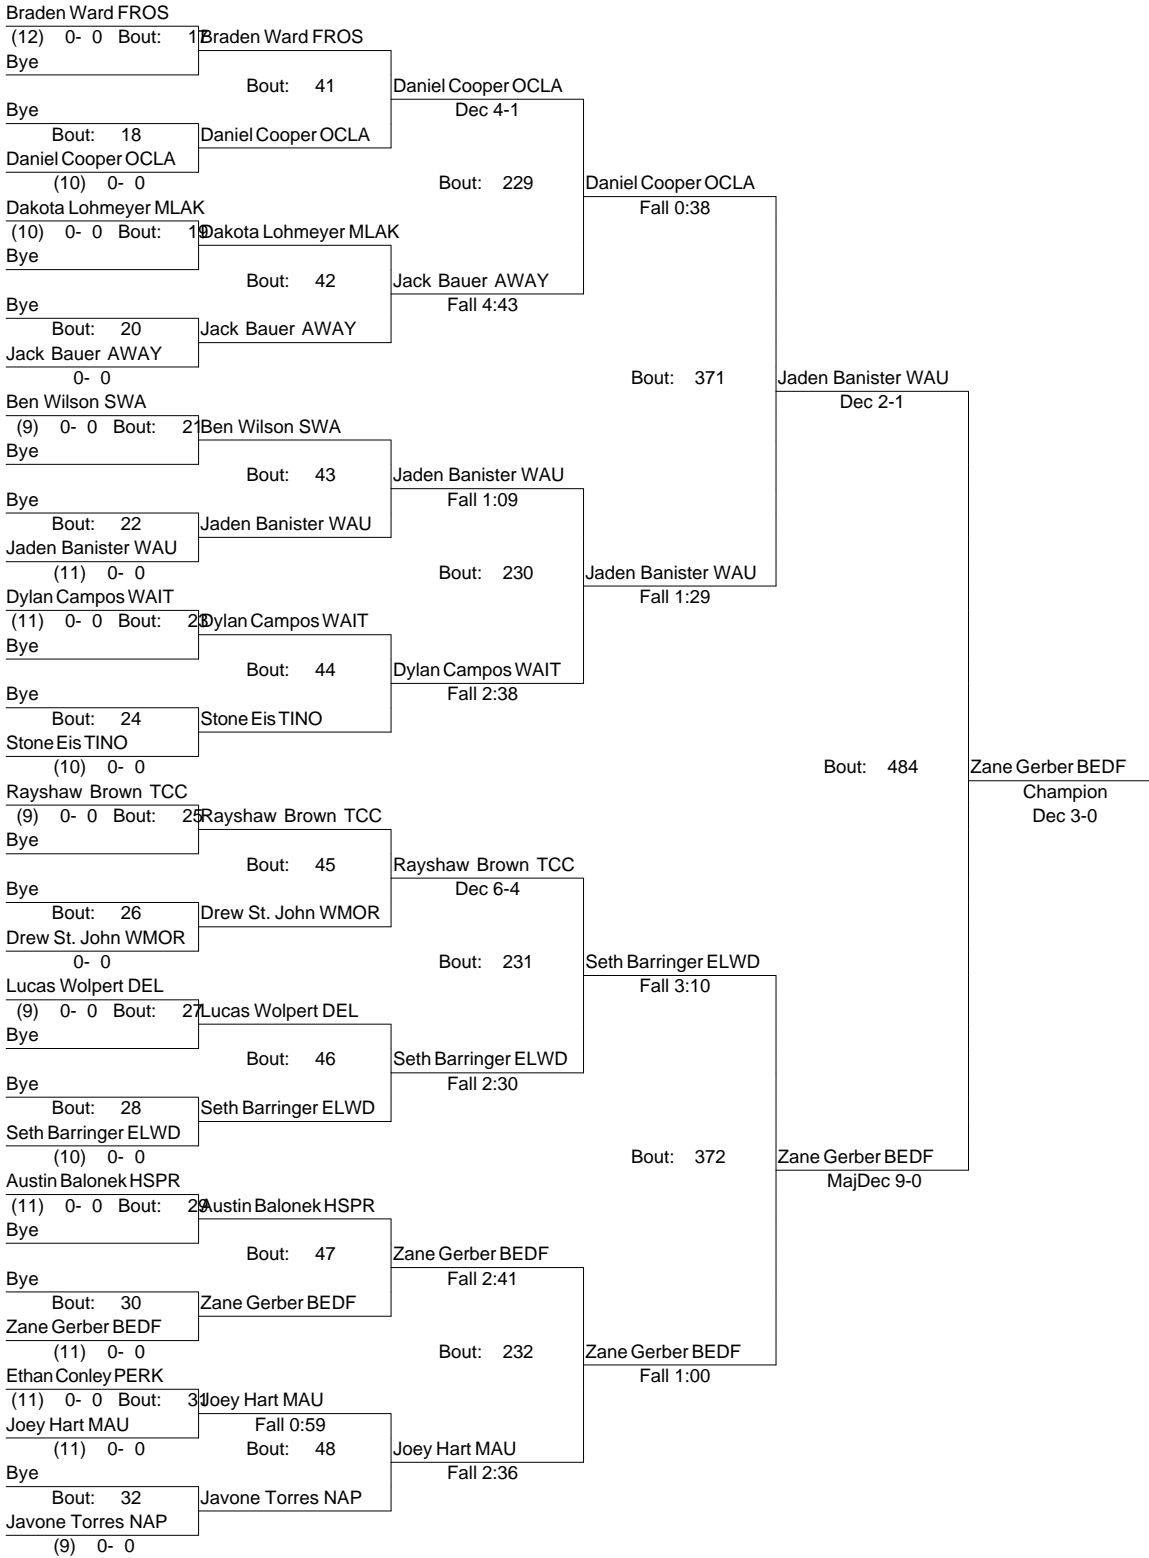 Braden Ward FROS
(12) 0- 0 Bout: 17 Braden Ward FROS
Bye
Bout: 41 Daniel Cooper OCLA
Bye Dec 4-1
Bout: 18 Daniel Cooper OCLA
Daniel Cooper OCLA
(10) 0- 0 Bout: 229 Daniel Cooper OCLA
Dakota Lohmeyer MLAK Fall 0:38
(10) 0- 0 Bout: 19 Dakota Lohmeyer MLAK
Bye
Bout: 42 Jack Bauer AWAY
Bye Fall 4:43
Bout: 20 Jack Bauer AWAY
Jack Bauer AWAY
0- 0 Bout: 371 Jaden Banister WAU
Ben Wilson SWA Dec 2-1
(9) 0- 0 Bout: 21 Ben Wilson SWA
Bye
Bout: 43 Jaden Banister WAU
Bye Fall 1:09
Bout: 22 Jaden Banister WAU
Jaden Banister WAU
(11) 0- 0 Bout: 230 Jaden Banister WAU
Dylan Campos WAIT Fall 1:29
(11) 0- 0 Bout: 23 Dylan Campos WAIT
Bye
Bout: 44 Dylan Campos WAIT
Bye Fall 2:38
Bout: 24 Stone Eis TINO
Stone Eis TINO
(10) 0- 0 Bout: 484 Zane Gerber BEDF
Rayshaw Brown TCC Champion
(9) 0- 0 Bout: 25 Rayshaw Brown TCC Dec 3-0
Bye
Bout: 45 Rayshaw Brown TCC
Bye Dec 6-4
Bout: 26 Drew St. John WMOR
Drew St. John WMOR
0- 0 Bout: 231 Seth Barringer ELWD
Lucas Wolpert DEL Fall 3:10
(9) 0- 0 Bout: 27 Lucas Wolpert DEL
Bye
Bout: 46 Seth Barringer ELWD
Bye Fall 2:30
Bout: 28 Seth Barringer ELWD
Seth Barringer ELWD
(10) 0- 0 Bout: 372 Zane Gerber BEDF
Austin Balonek HSPR MajDec 9-0
(11) 0- 0 Bout: 29 Austin Balonek HSPR
Bye
Bout: 47 Zane Gerber BEDF
Bye Fall 2:41
Bout: 30 Zane Gerber BEDF
Zane Gerber BEDF
(11) 0- 0 Bout: 232 Zane Gerber BEDF
Ethan Conley PERK Fall 1:00
(11) 0- 0 Bout: 31 Joey Hart MAU
Joey Hart MAU Fall 0:59
(11) 0- 0 Bout: 48 Joey Hart MAU
Bye Fall 2:36
Bout: 32 Javone Torres NAP
Javone Torres NAP
(9) 0- 0